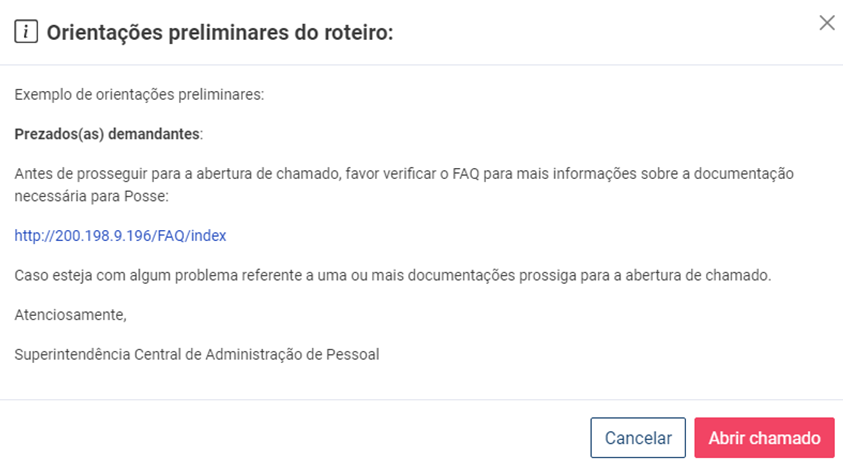 Orientações preliminares do roteiro:
Exemplo de orientações preliminares:
Prezados(as) demandantes:
Antes de prosseguir para a abertura de chamado, favor verificar o FAQ para mais informações sobre a documentação
necessária para Posse:
http://200.198.9.196/FAQ/index
Caso esteja com algum problema referente a uma ou mais documentações prossiga para a abertura de chamado.
Atenciosamente,
Superintendência Central de Administração de Pessoal
Cancelar
Abrir chamado